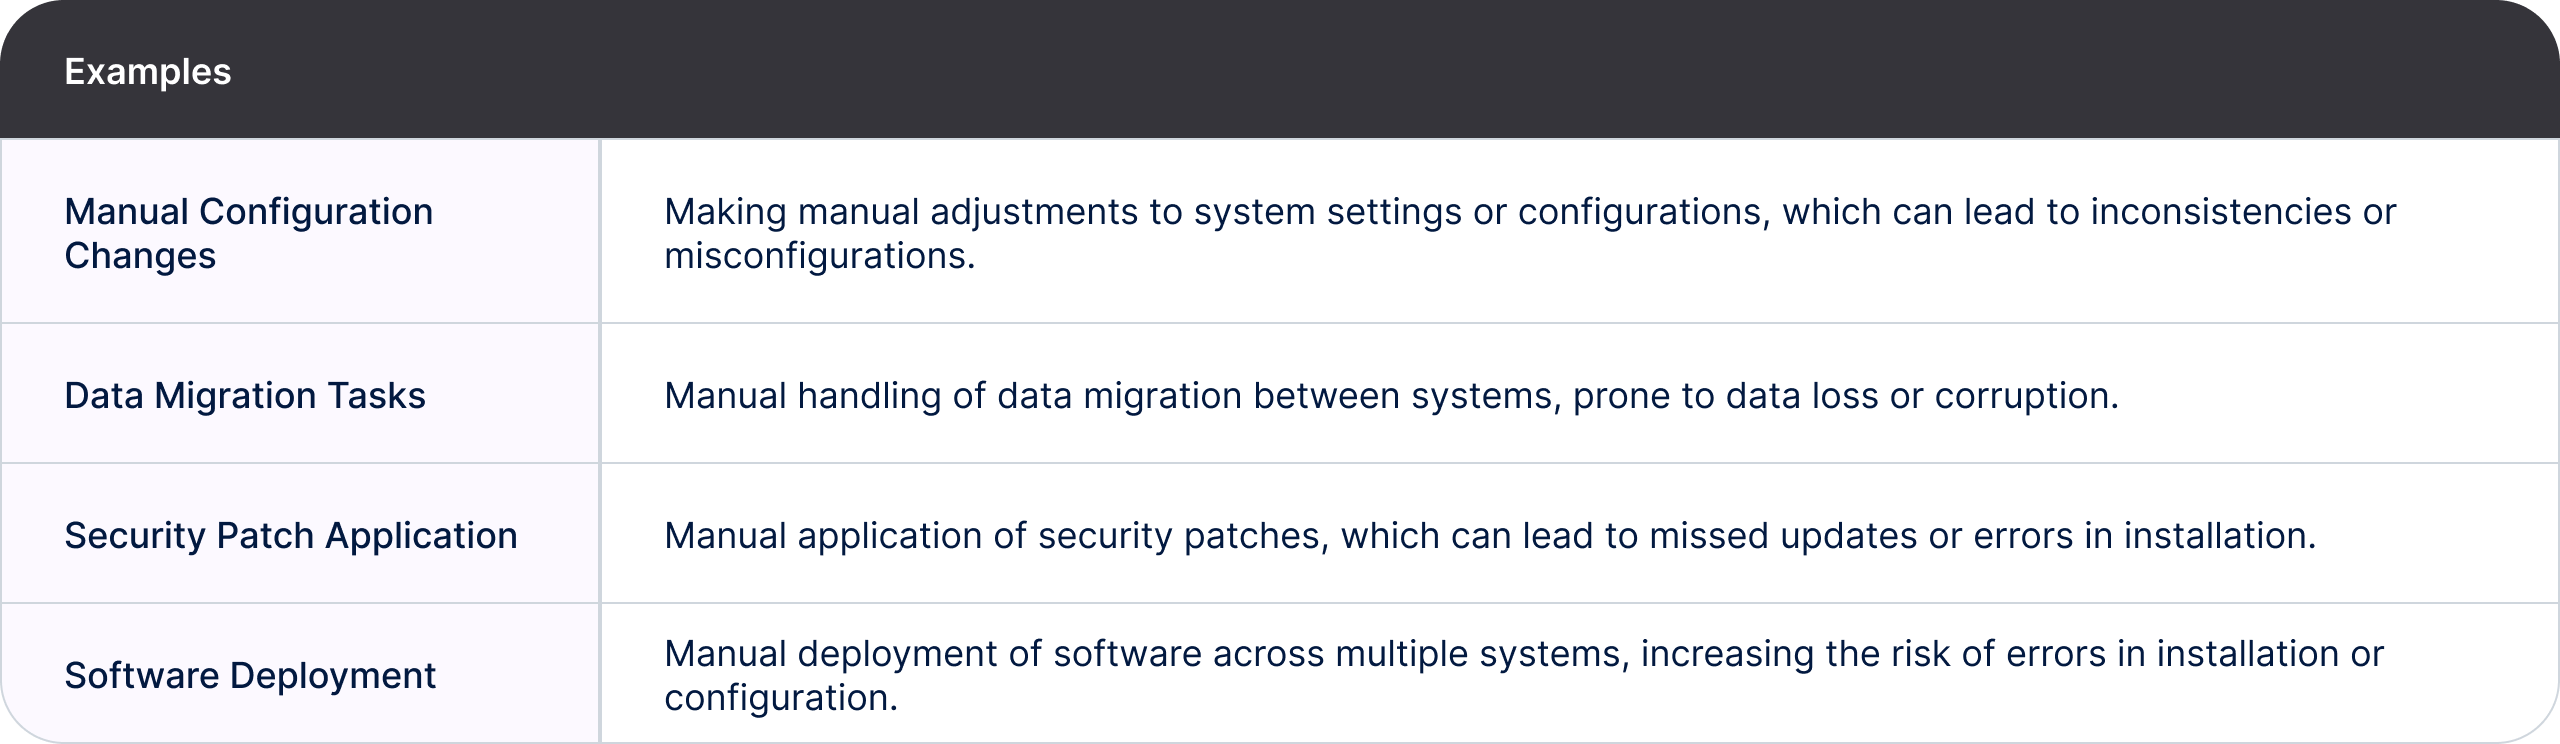 Examples
Manual Configuration
Changes
Making manual adjustments to system settings or configurations, which can lead to inconsistencies or
misconfigurations.
Data Migration Tasks
Manual handling of data migration between systems, prone to data loss or corruption.
Security Patch Application
Manual application of security patches, which can lead to missed updates or errors in installation.
Software Deployment
Manual deployment of software across multiple systems, increasing the risk of errors in installation or
configuration.